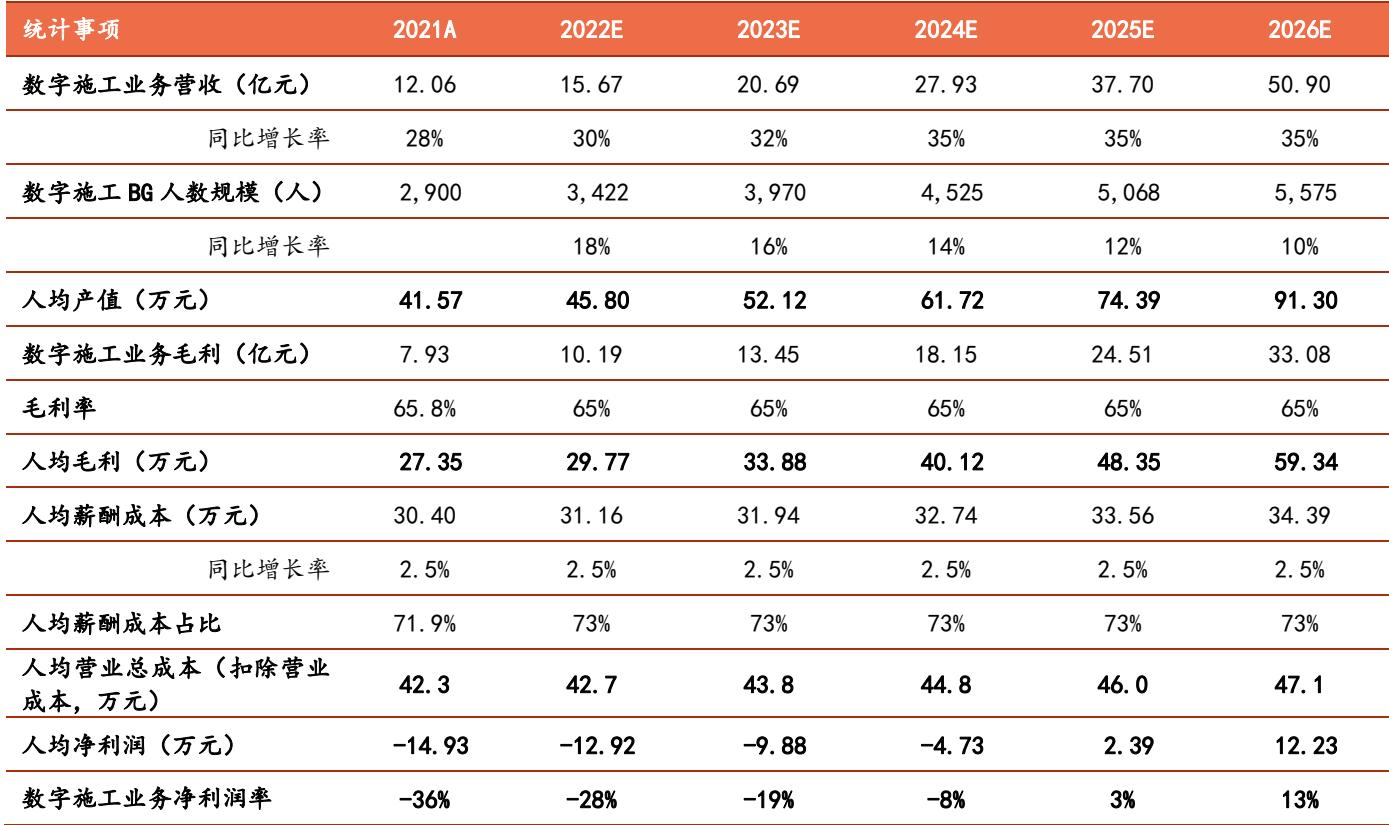 统计事项 2021A 2022E 2023E 2024E 2025E 2026E
数字施工业务营收（亿元） 12.06 15.67 20.69 27.93 37.70 50.90
同比增长率 28% 30% 32% 35% 35% 35%
数字施工 BG 人数规模（人） 2,900 3,422 3,970 4,525 5,068 5,575
同比增长率 18% 16% 14% 12% 10%
人均产值（万元） 41.57 45.80 52.12 61.72 74.39 91.30
数字施工业务毛利（亿元） 7.93 10.19 13.45 18.15 24.51 33.08
毛利率 65.8% 65% 65% 65% 65% 65%
人均毛利（万元） 27.35 29.77 33.88 40.12 48.35 59.34
人均薪酬成本（万元） 30.40 31.16 31.94 32.74 33.56 34.39
同比增长率 2.5% 2.5% 2.5% 2.5% 2.5% 2.5%
人均薪酬成本占比 71.9% 73% 73% 73% 73% 73%
人均营业总成本（扣除营业
成本，万元） 42.3 42.7 43.8 44.8 46.0 47.1
人均净利润（万元） -14.93 -12.92 -9.88 -4.73 2.39 12.23
数字施工业务净利润率 -36% -28% -19% -8% 3% 13%